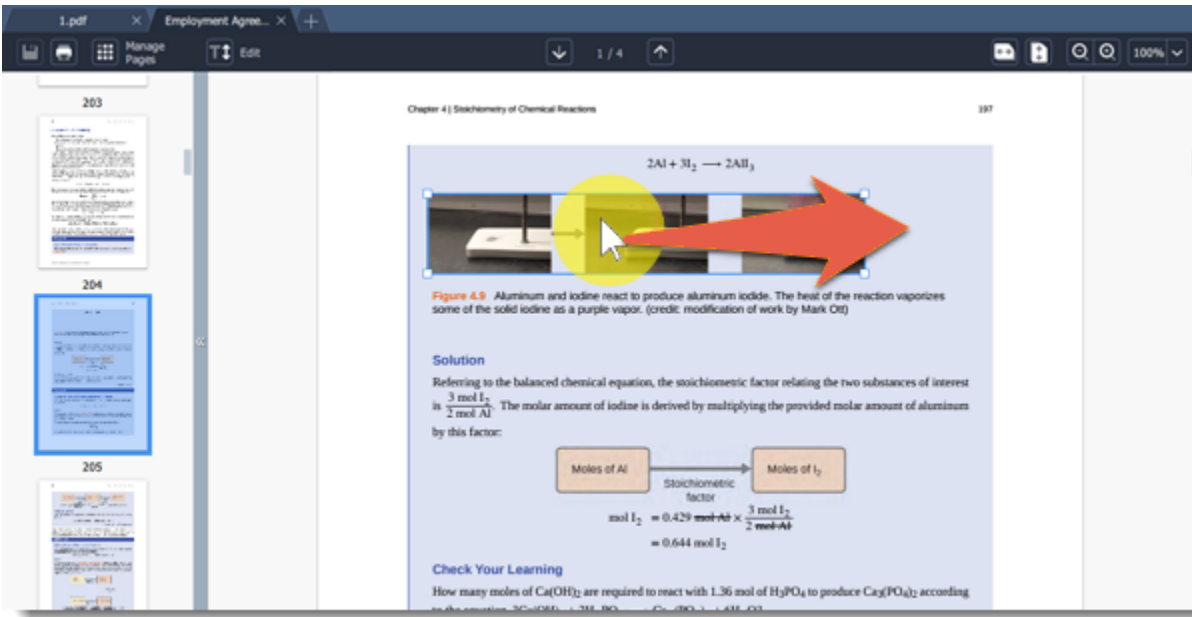 1.pdf
Employment Agree...
Manage
Pages
Edit
1 / 4
100%
203
204
205
Chapter 4 | Stoichiometry of Chemical Reactions 197
2Al + 3I₂ ⟶ 2AlI₃
Figure 4.9 Aluminum and iodine react to produce aluminum iodide. The heat of the reaction vaporizes
some of the solid iodine as a purple vapor. (credit: modification of work by Mark Ott)
Solution
Referring to the balanced chemical equation, the stoichiometric factor relating the two substances of interest
is 3 mol I₂ / 2 mol Al. The molar amount of iodine is derived by multiplying the provided molar amount of aluminum
by this factor:
Moles of Al
Stoichiometric
factor
Moles of I₂
mol I₂ = 0.429 mol Al × 3 mol I₂ / 2 mol Al
= 0.644 mol I₂
Check Your Learning
How many moles of Ca(OH)₂ are required to react with 1.36 mol of H₃PO₄ to produce Ca₃(PO₄)₂ according